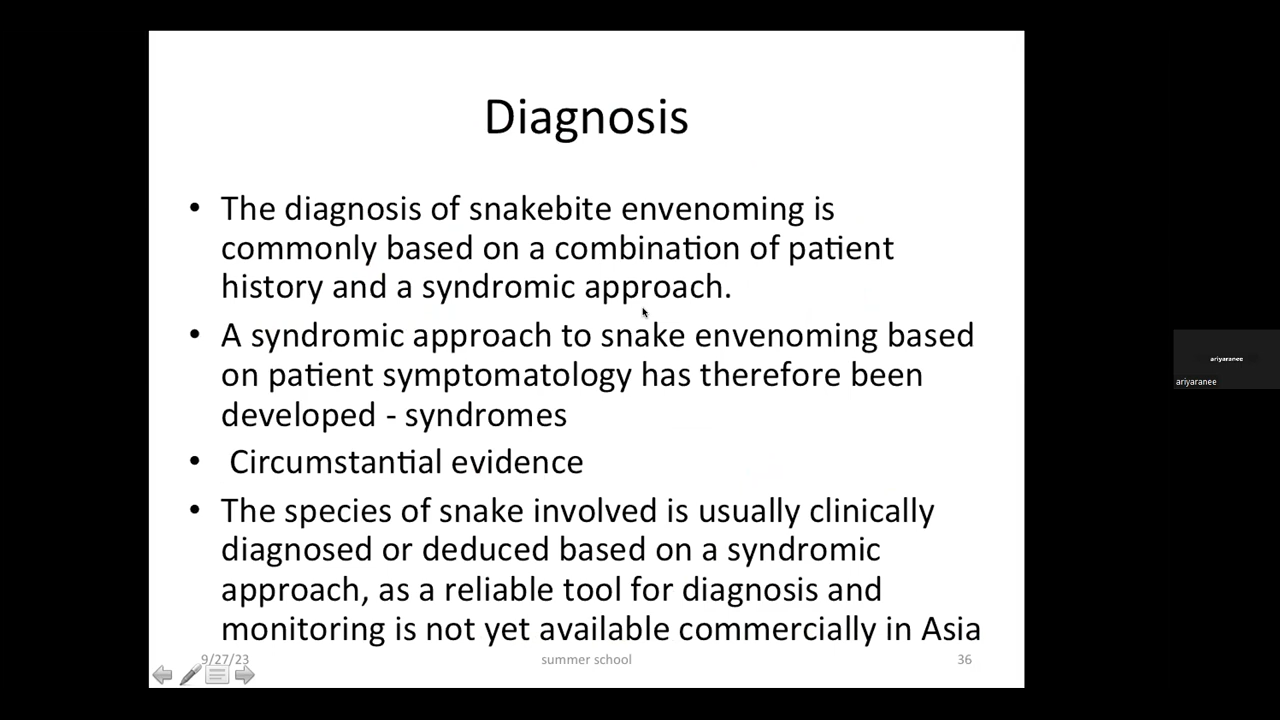 Diagnosis
• The diagnosis of snakebite envenoming is
commonly based on a combination of patient
history and a syndromic approach.
• A syndromic approach to snake envenoming based
on patient symptomatology has therefore been
developed - syndromes
• Circumstantial evidence
• The species of snake involved is usually clinically
diagnosed or deduced based on a syndromic
approach, as a reliable tool for diagnosis and
monitoring is not yet available commercially in Asia
9/27/23 summer school 36
ariyaranee
ariyaranee